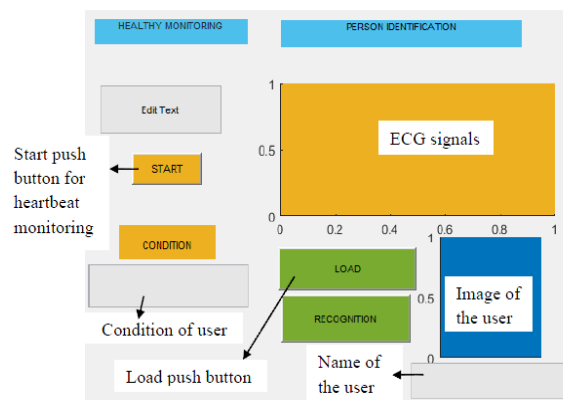 HEALTHY MONITORING
PERSON IDENTIFICATION
Edit Text
Start push
button for
heartbeat
monitoring
START
CONDITION
Condition of user
1
0.5
0
ECG signals
0
0.2
0.4
0.6
0.8
1
LOAD
RECOGNITION
Load push button
1
0.5
0
Image of
the user
Name of
the user